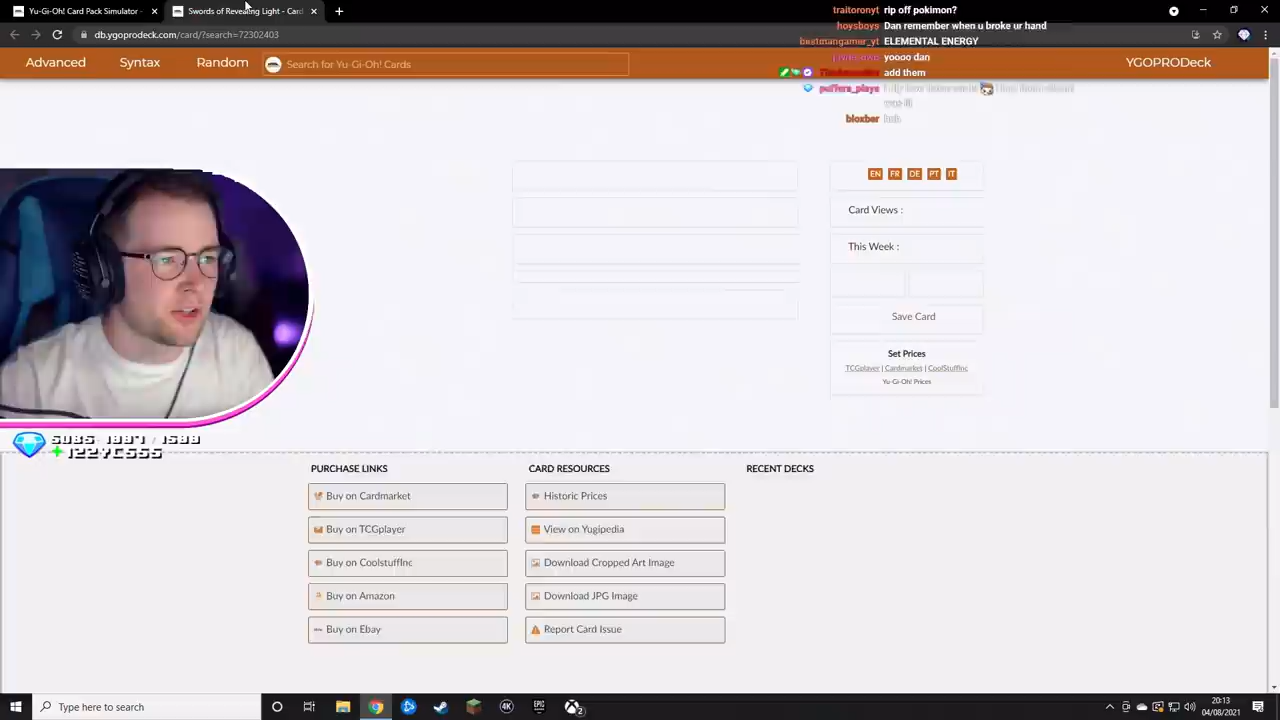 Yu-Gi-Oh! Card Pack Simulator -
Swords of Revealing Light - Card
db.ygoprodeck.com/card/?search=72302403
traitoronyt rip off pokimon?
hoysboys Dan remember when u broke ur hand
bestmangamer_yt ELEMENTAL ENERGY
yoooo dan
add them
puffers_playz
bloxber
Advanced
Syntax
Random
Search for Yu-Gi-Oh! Cards
YGOPRODeck
EN FR DE PT IT
Card Views :
This Week :
Save Card
Set Prices
TCGplayer | Cardmarket | CoolStuffInc
Yu-Gi-Oh! Prices
PURCHASE LINKS
Buy on Cardmarket
Buy on TCGplayer
Buy on CoolstuffInc
Buy on Amazon
Buy on Ebay
CARD RESOURCES
Historic Prices
View on Yugipedia
Download Cropped Art Image
Download JPG Image
Report Card Issue
RECENT DECKS
Type here to search
20:13
04/08/2021